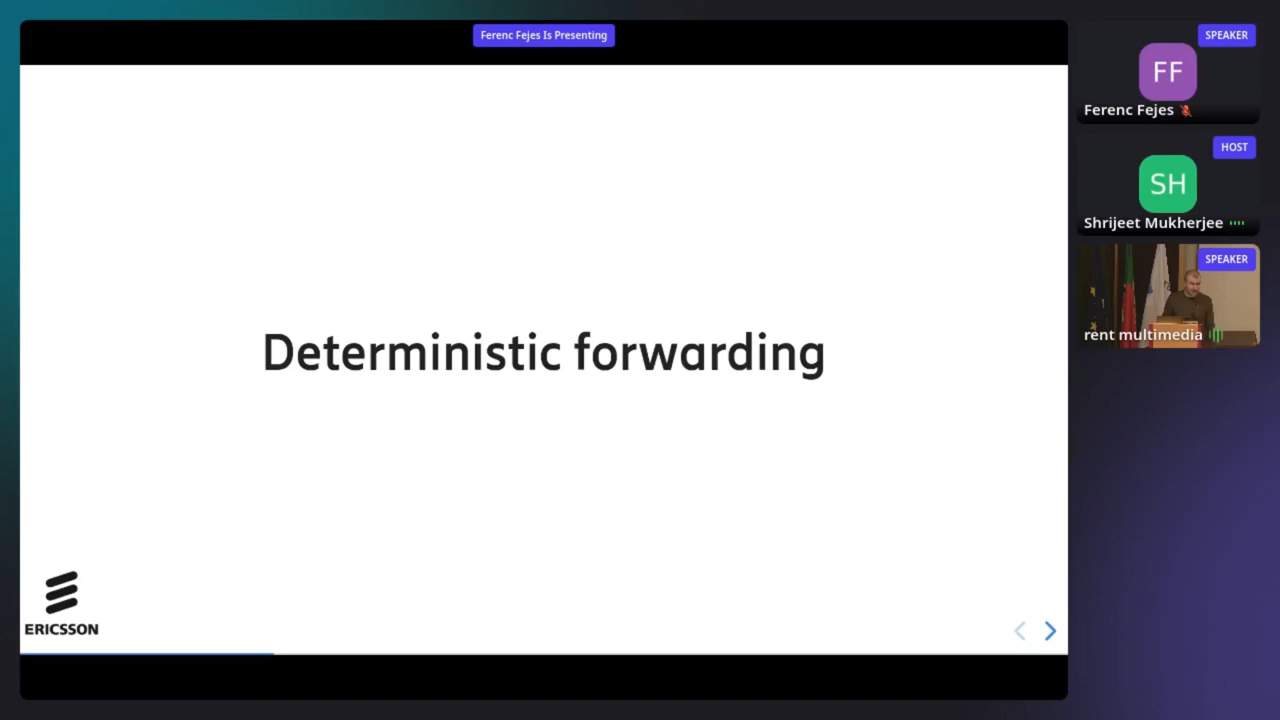 Ferenc Fejes Is Presenting
Deterministic forwarding
ERICSSON
SPEAKER
FF
Ferenc Fejes
HOST
SH
Shrijeet Mukherjee
SPEAKER
rent multimedia